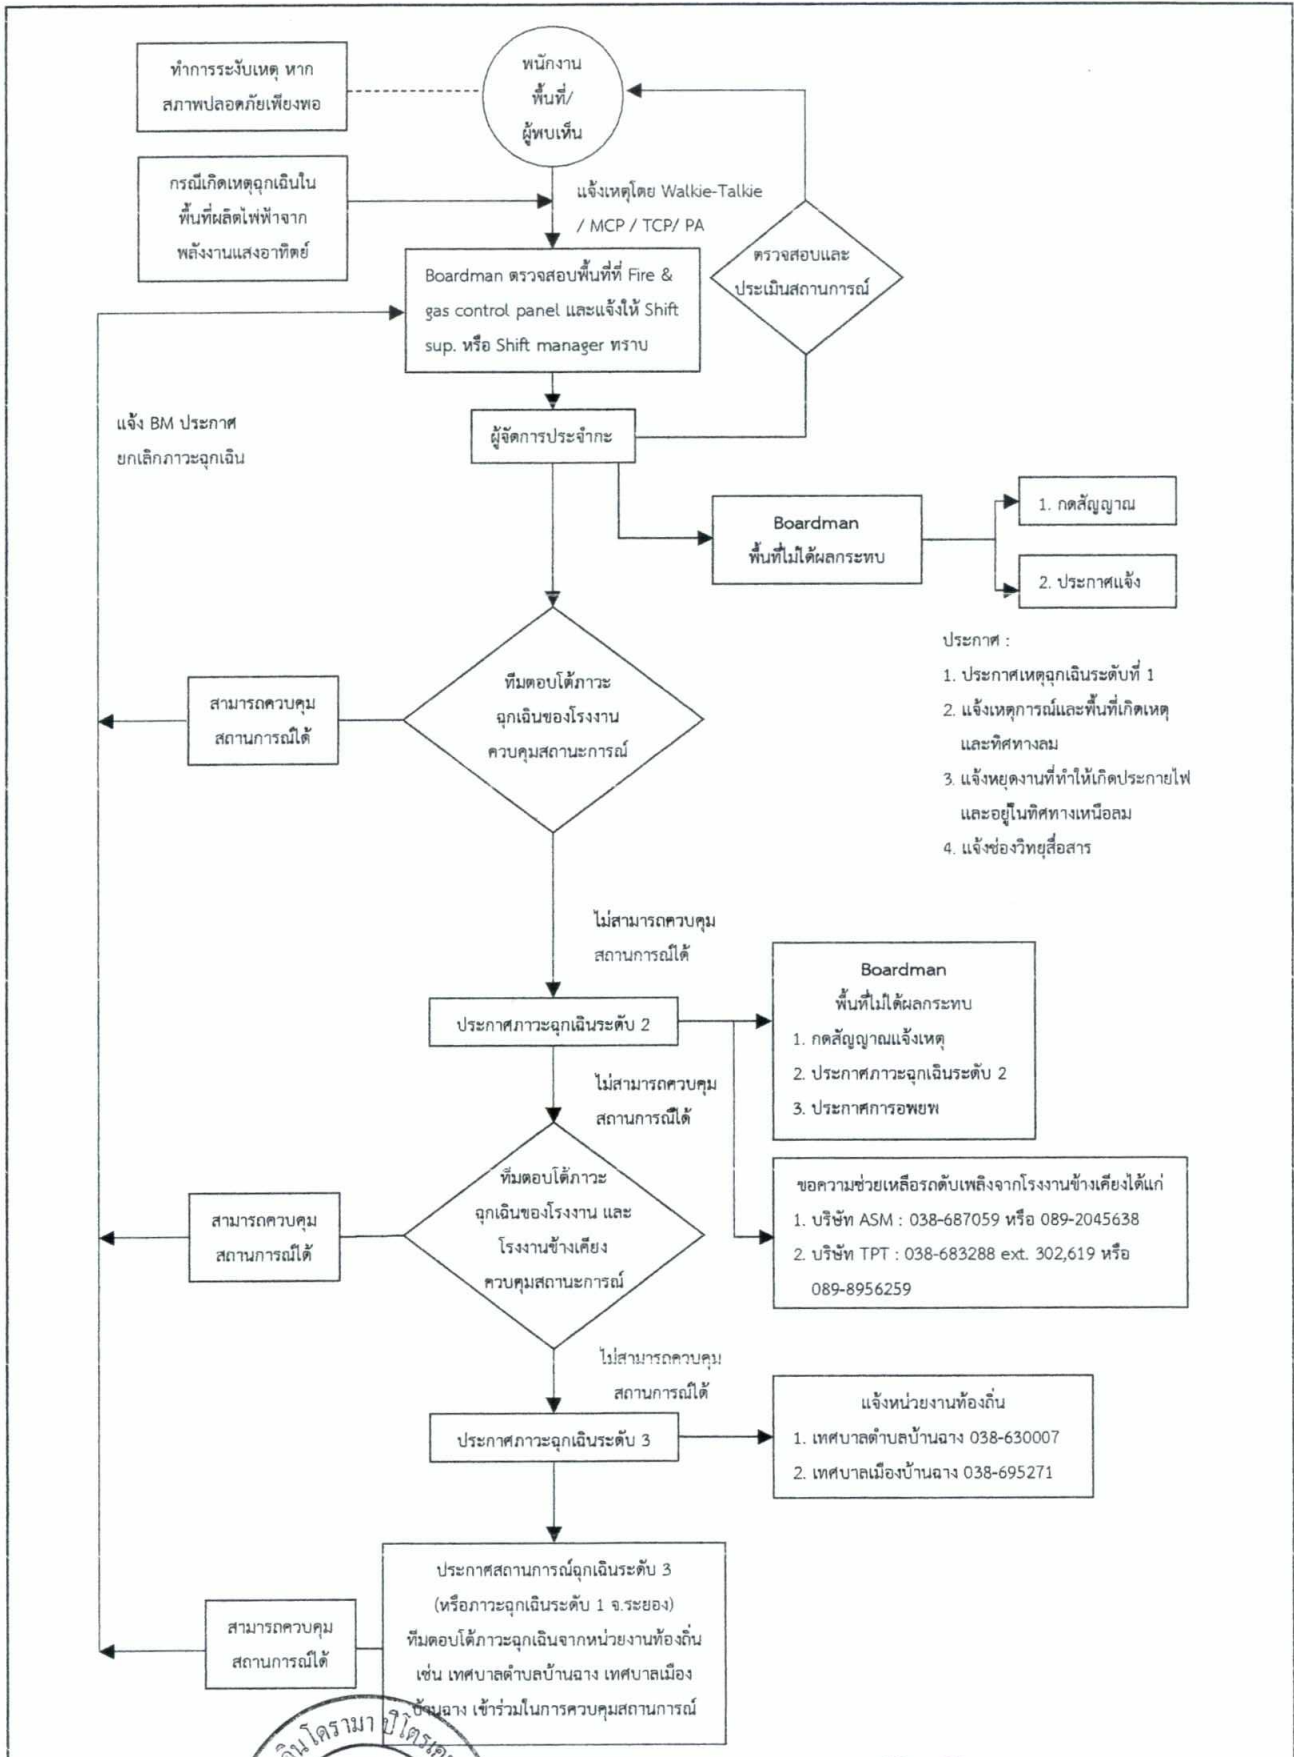 ทำการระงับเหตุ หาก
สภาพปลอดภัยเพียงพอ
พนักงาน
พื้นที่/
ผู้พบเห็น
กรณีเกิดเหตุฉุกเฉินใน
พื้นที่ผลิตไฟฟ้าจาก
พลังงานแสงอาทิตย์
แจ้งเหตุโดย Walkie-Talkie
/ MCP / TCP/ PA
ตรวจสอบและ
ประเมินสถานการณ์
Boardman ตรวจสอบพื้นที่ที่ Fire &
gas control panel และแจ้งให้ Shift
sup. หรือ Shift manager ทราบ
แจ้ง BM ประกาศ
ยกเลิกภาวะฉุกเฉิน
ผู้จัดการประจำกะ
Boardman
พื้นที่ไม่ได้ผลกระทบ
1. กดสัญญาณ
2. ประกาศแจ้ง
ประกาศ :
1. ประกาศเหตุฉุกเฉินระดับที่ 1
2. แจ้งเหตุการณ์และพื้นที่เกิดเหตุ
และทิศทางลม
3. แจ้งหยุดงานที่ทำให้เกิดประกายไฟ
และอยู่ในทิศทางเหนือลม
4. แจ้งช่องวิทยุสื่อสาร
สามารถควบคุม
สถานการณ์ได้
ทีมตอบโต้ภาวะ
ฉุกเฉินของโรงงาน
ควบคุมสถานะการณ์
ไม่สามารถควบคุม
สถานการณ์ได้
ประกาศภาวะฉุกเฉินระดับ 2
Boardman
พื้นที่ไม่ได้ผลกระทบ
1. กดสัญญาณแจ้งเหตุ
2. ประกาศภาวะฉุกเฉินระดับ 2
3. ประกาศการอพยพ
ไม่สามารถควบคุม
สถานการณ์ได้
สามารถควบคุม
สถานการณ์ได้
ทีมตอบโต้ภาวะ
ฉุกเฉินของโรงงาน และ
โรงงานข้างเคียง
ควบคุมสถานะการณ์
ขอความช่วยเหลือรถดับเพลิงจากโรงงานข้างเคียงได้แก่
1. บริษัท ASM : 038-687059 หรือ 089-2045638
2. บริษัท TPT : 038-683288 ext. 302,619 หรือ
089-8956259
ไม่สามารถควบคุม
สถานการณ์ได้
ประกาศภาวะฉุกเฉินระดับ 3
แจ้งหน่วยงานท้องถิ่น
1. เทศบาลตำบลบ้านฉาง 038-630007
2. เทศบาลเมืองบ้านฉาง 038-695271
สามารถควบคุม
สถานการณ์ได้
ประกาศสถานการณ์ฉุกเฉินระดับ 3
(หรือภาวะฉุกเฉินระดับ 1 จ.ระยอง)
ทีมตอบโต้ภาวะฉุกเฉินจากหน่วยงานท้องถิ่น
เช่น เทศบาลตำบลบ้านฉาง เทศบาลเมือง
บ้านฉาง เข้าร่วมในการควบคุมสถานการณ์